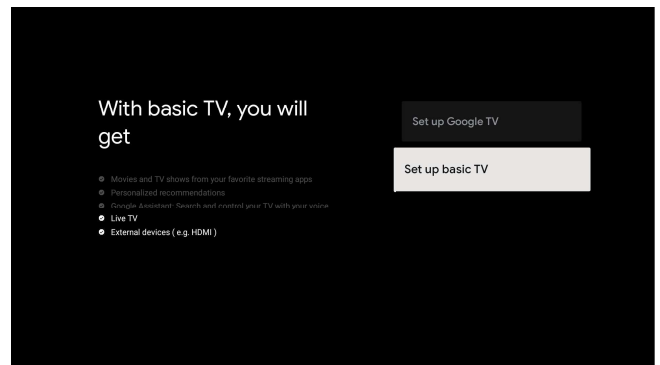 With basic TV, you will
get
Set up Google TV
Set up basic TV
Movies and TV shows from your favorite streaming apps
Personalized recommendations
Google Assistant: Search and control your TV with your voice
Live TV
External devices ( e.g. HDMI )